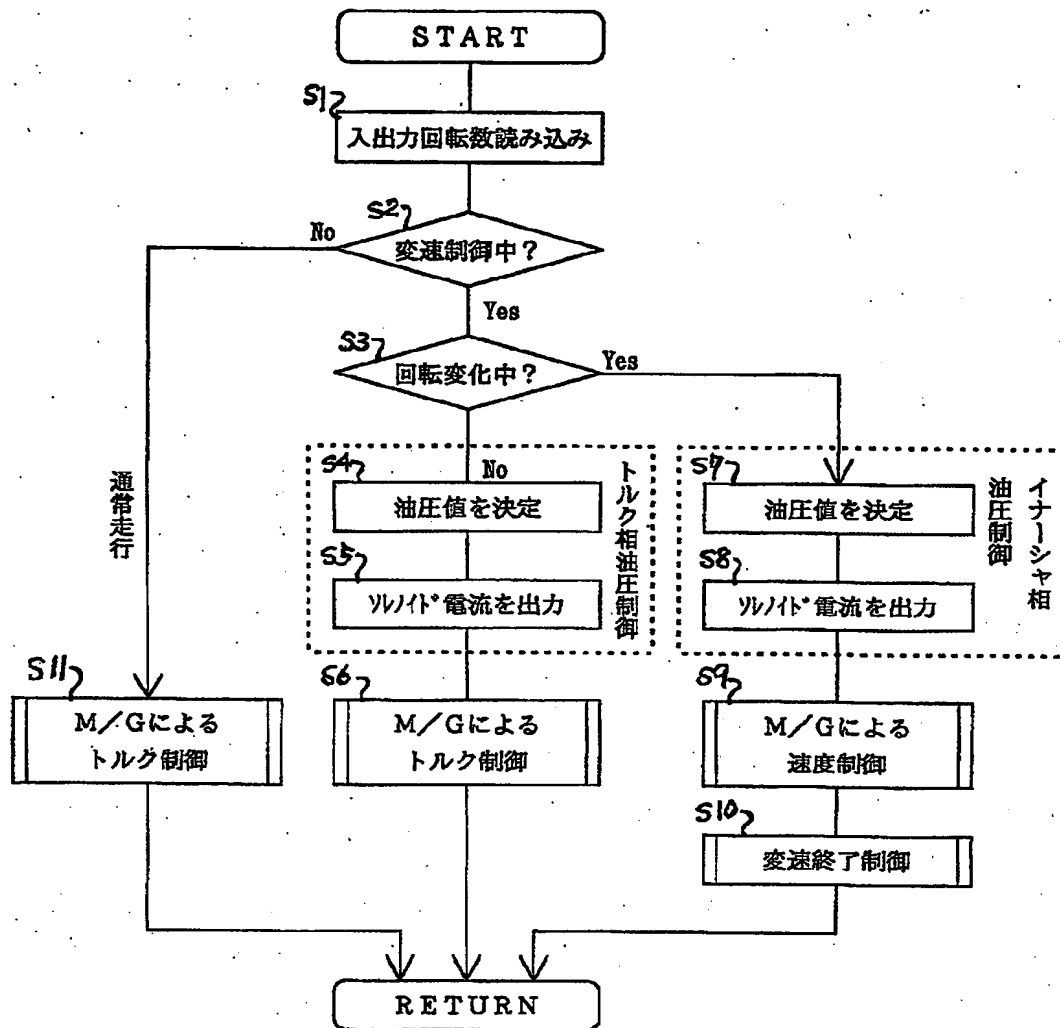 START
S1
入出力回転数読み込み
S2
変速制御中?
No
Yes
S3
回転変化中?
Yes
No
通常走行
S4
油圧値を決定
S5
ソレノイド電流を出力
トルク相油圧制御
S7
油圧値を決定
S8
ソレノイド電流を出力
イナーシャ相
油圧制御
S11
M/Gによる
トルク制御
S6
M/Gによる
トルク制御
S9
M/Gによる
速度制御
S10
変速終了制御
RETURN